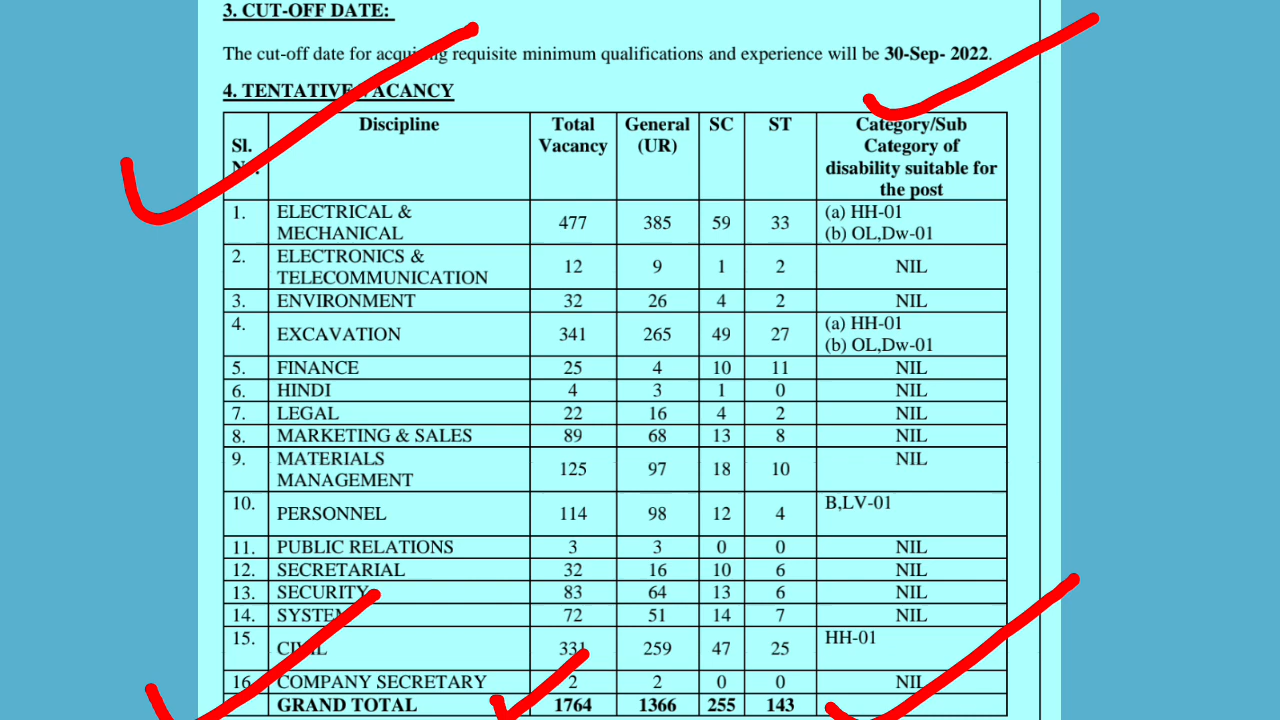 3. CUT-OFF DATE:
The cut-off date for acquiring requisite minimum qualifications and experience will be 30-Sep- 2022.
4. TENTATIVE VACANCY
Sl. No. Discipline Total Vacancy General (UR) SC ST Category/Sub Category of disability suitable for the post
1. ELECTRICAL & MECHANICAL 477 385 59 33 (a) HH-01 (b) OL,Dw-01
2. ELECTRONICS & TELECOMMUNICATION 12 9 1 2 NIL
3. ENVIRONMENT 32 26 4 2 NIL
4. EXCAVATION 341 265 49 27 (a) HH-01 (b) OL,Dw-01
5. FINANCE 25 4 10 11 NIL
6. HINDI 4 3 1 0 NIL
7. LEGAL 22 16 4 2 NIL
8. MARKETING & SALES 89 68 13 8 NIL
9. MATERIALS MANAGEMENT 125 97 18 10 NIL
10. PERSONNEL 114 98 12 4 B,LV-01
11. PUBLIC RELATIONS 3 3 0 0 NIL
12. SECRETARIAL 32 16 10 6 NIL
13. SECURITY 83 64 13 6 NIL
14. SYSTEM 72 51 14 7 NIL
15. CIVIL 331 259 47 25 HH-01
16. COMPANY SECRETARY 2 2 0 0 NIL
GRAND TOTAL 1764 1366 255 143